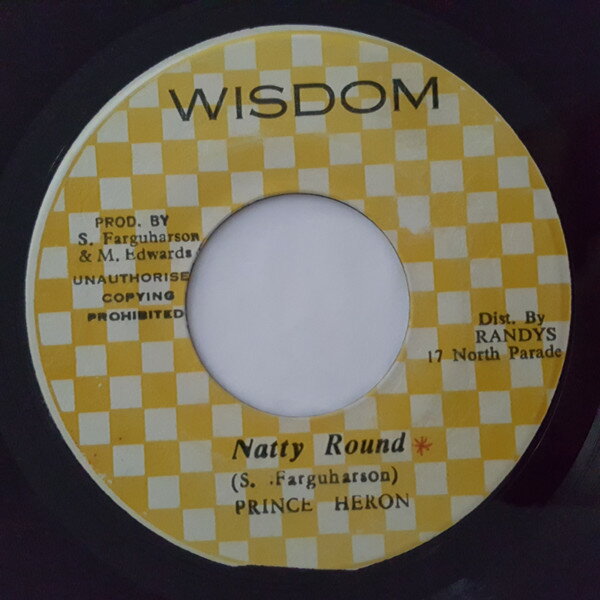 WISDOM
PROD. BY
S. Farguharson
& M. Edwards
UNAUTHORISE
COPYING
PROHIBITED
Dist. By
RANDYS
17 North Parade
Natty Round *
(S. .Farguharson)
PRINCE HERON